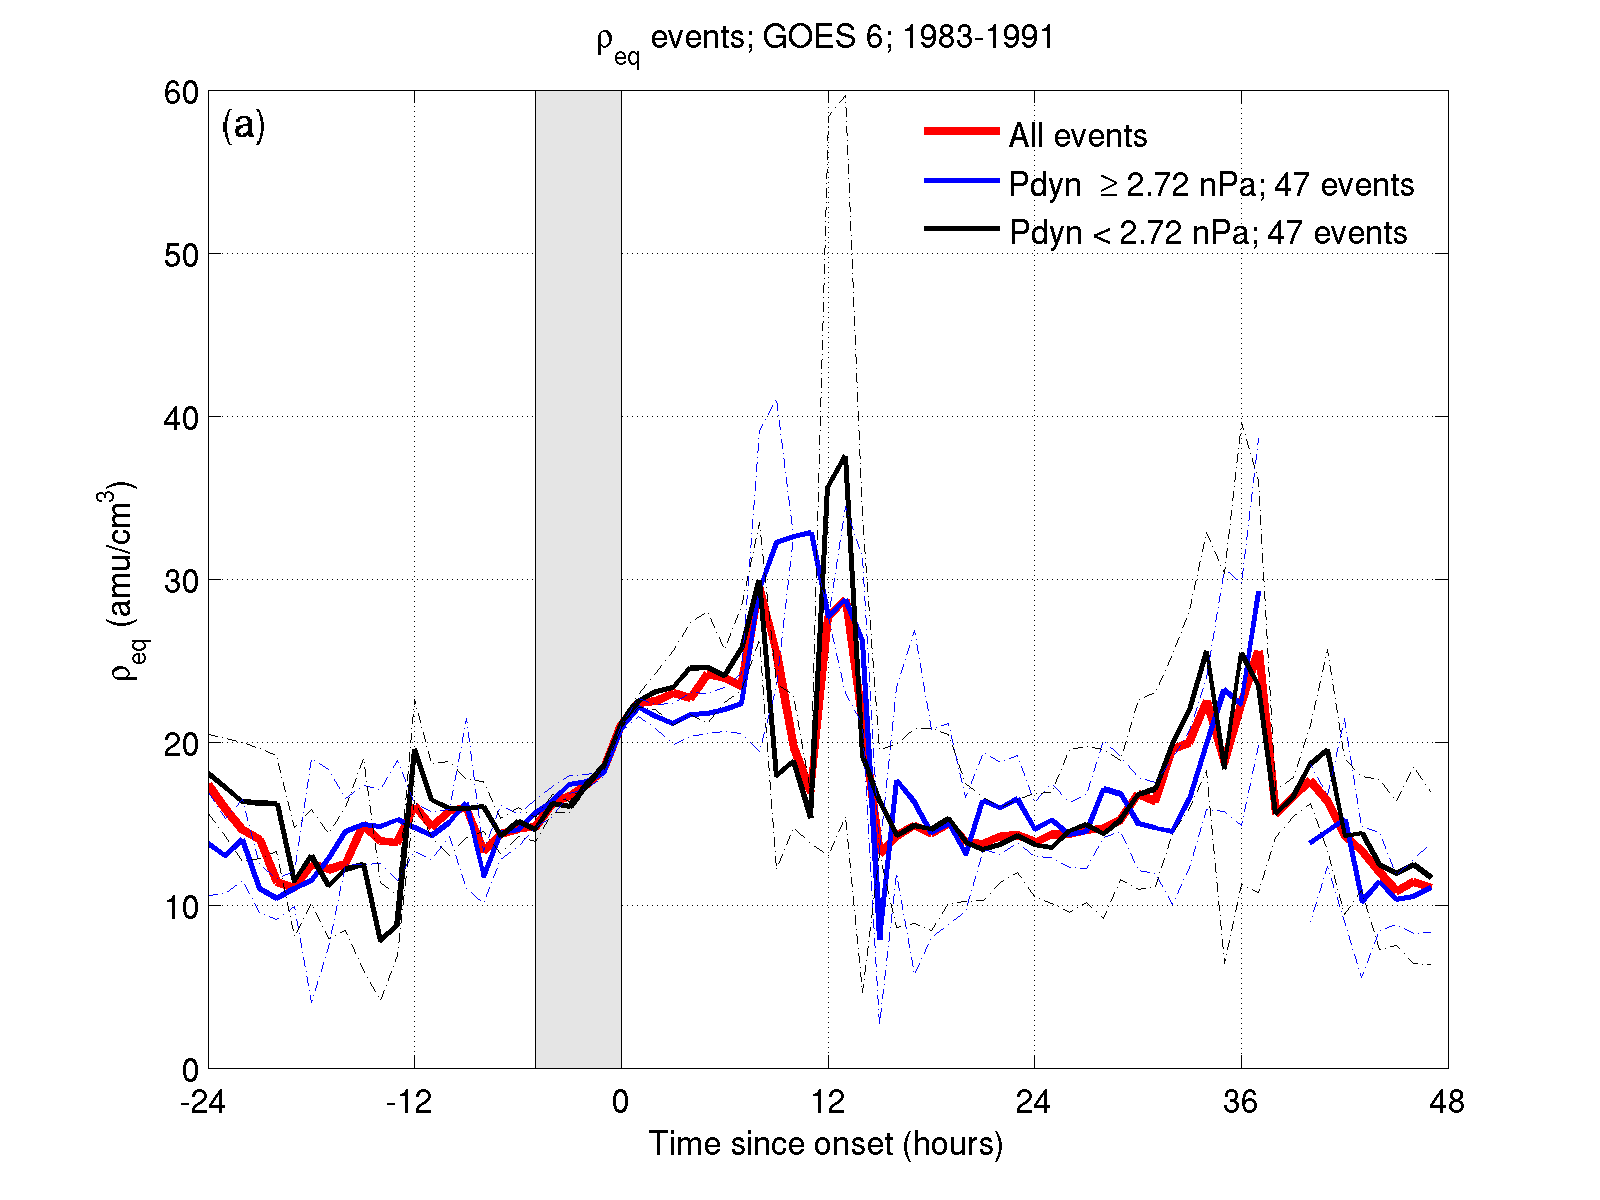 ρeq events; GOES 6; 1983-1991
(a)
All events
Pdyn ≥ 2.72 nPa; 47 events
Pdyn < 2.72 nPa; 47 events
60
50
40
30
20
10
0
ρeq (amu/cm³)
-24 -12 0 12 24 36 48
Time since onset (hours)